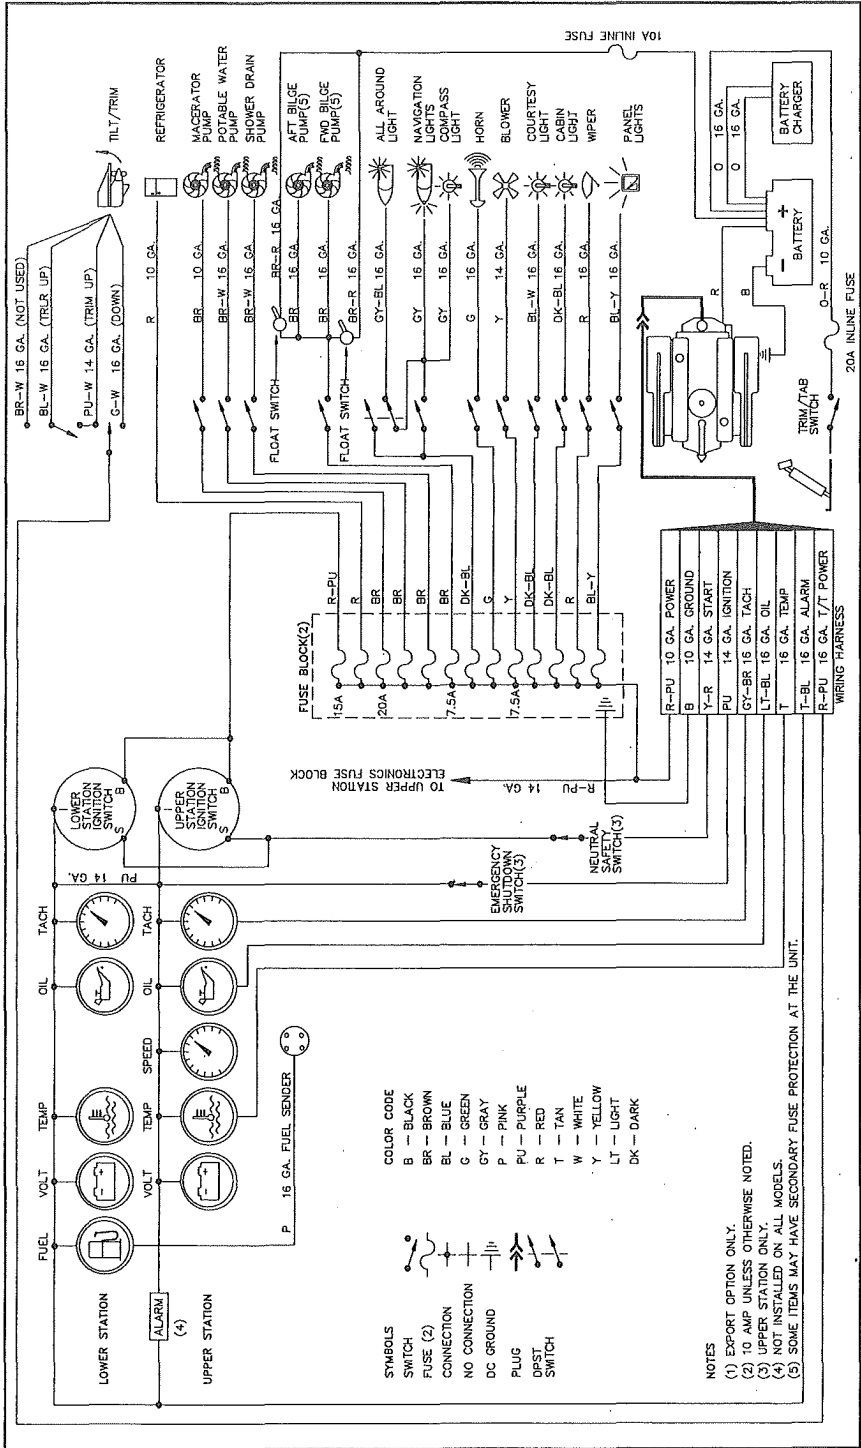 LOWER STATION
ALARM
(4)
UPPER STATION
FUEL
VOLT
TEMP
OIL
TACH
VOLT
TEMP
SPEED
OIL
TACH
PU 14 GA.
LOWER
STATION
IGNITION
SWITCH
I
S
B
UPPER
STATION
IGNITION
SWITCH
I
S
B
P 16 GA. FUEL SENDER
EMERGENCY
SHUTDOWN
SWITCH(3)
NEUTRAL
SAFETY
SWITCH(3)
TO UPPER STATION
ELECTRONICS FUSE BLOCK
R-PU 14 GA.
SYMBOLS
SWITCH
FUSE (2)
CONNECTION
NO CONNECTION
DC GROUND
PLUG
DPST
SWITCH
COLOR CODE
B — BLACK
BR — BROWN
BL — BLUE
G — GREEN
GY — GRAY
P — PINK
PU — PURPLE
R — RED
T — TAN
W — WHITE
Y — YELLOW
LT — LIGHT
DK — DARK
NOTES
(1) EXPORT OPTION ONLY.
(2) 10 AMP UNLESS OTHERWISE NOTED.
(3) UPPER STATION ONLY.
(4) NOT INSTALLED ON ALL MODELS.
(5) SOME ITEMS MAY HAVE SECONDARY FUSE PROTECTION AT THE UNIT.
FUSE BLOCK(2)
15A
20A
7.5A
7.5A
R-PU
R
BR
BR
BR
BR
DK-BL
G
Y
DK-BL
DK-BL
R
BL-Y
R-PU 10 GA. POWER
B 10 GA. GROUND
Y-R 14 GA. START
PU 14 GA. IGNITION
GY-BR 16 GA. TACH
LT-BL 16 GA. OIL
T 16 GA. TEMP
T-BL 16 GA. ALARM
R-PU 16 GA. T/T POWER
WIRING HARNESS
BR-W 16 GA. (NOT USED)
BL-W 16 GA. (TRLR UP)
PU-W 14 GA. (TRIM UP)
G-W 16 GA. (DOWN)
TILT/TRIM
R 10 GA.
REFRIGERATOR
BR 10 GA.
MACERATOR
PUMP
BR-W 16 GA.
POTABLE WATER
PUMP
BR-W 16 GA.
SHOWER DRAIN
PUMP
FLOAT SWITCH
BR-R 16 GA.
BR 16 GA.
AFT BILGE
PUMP(5)
BR 16 GA.
FWD BILGE
PUMP(5)
FLOAT SWITCH
BR-R 16 GA.
GY-BL 16 GA.
ALL AROUND
LIGHT
GY 16 GA.
NAVIGATION
LIGHTS
GY 16 GA.
COMPASS
LIGHT
G 16 GA.
HORN
Y 14 GA.
BLOWER
BL-W 16 GA.
COURTESY
LIGHT
DK-BL 16 GA.
CABIN
LIGHT
R 16 GA.
WIPER
BL-Y 16 GA.
PANEL
LIGHTS
10A INLINE FUSE
O 16 GA.
O 16 GA.
BATTERY
CHARGER
+
−
BATTERY
R
B
O-R 10 GA.
20A INLINE FUSE
TRIM/TAB
SWITCH